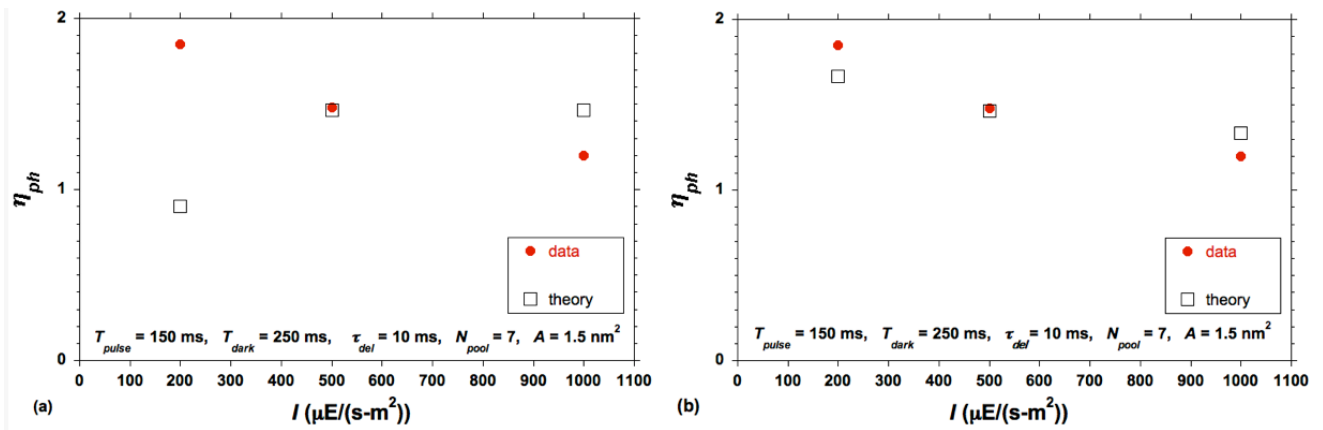 2
1
0
η_ph
data
theory
T_pulse = 150 ms, T_dark = 250 ms, τ_del = 10 ms, N_pool = 7, A = 1.5 nm²
0 100 200 300 400 500 600 700 800 900 1000 1100
(a)
I (μE/(s-m²))
2
1
0
η_ph
data
theory
T_pulse = 150 ms, T_dark = 250 ms, τ_del = 10 ms, N_pool = 7, A = 1.5 nm²
0 100 200 300 400 500 600 700 800 900 1000 1100
(b)
I (μE/(s-m²))